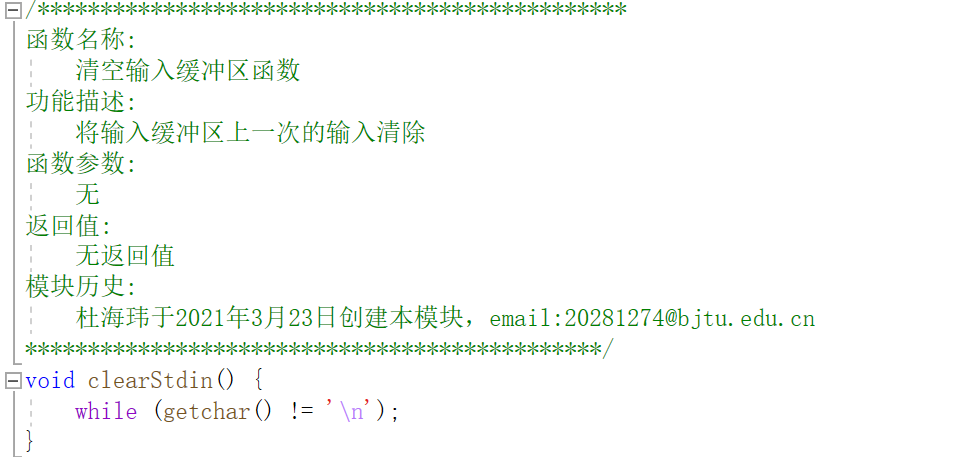 /***********************************************
函数名称:
清空输入缓冲区函数
功能描述:
将输入缓冲区上一次的输入清除
函数参数:
无
返回值:
无返回值
模块历史:
杜海玮于2021年3月23日创建本模块，email:20281274@bjtu.edu.cn
**********************************************/
void clearStdin() {
while (getchar() != '\n');
}